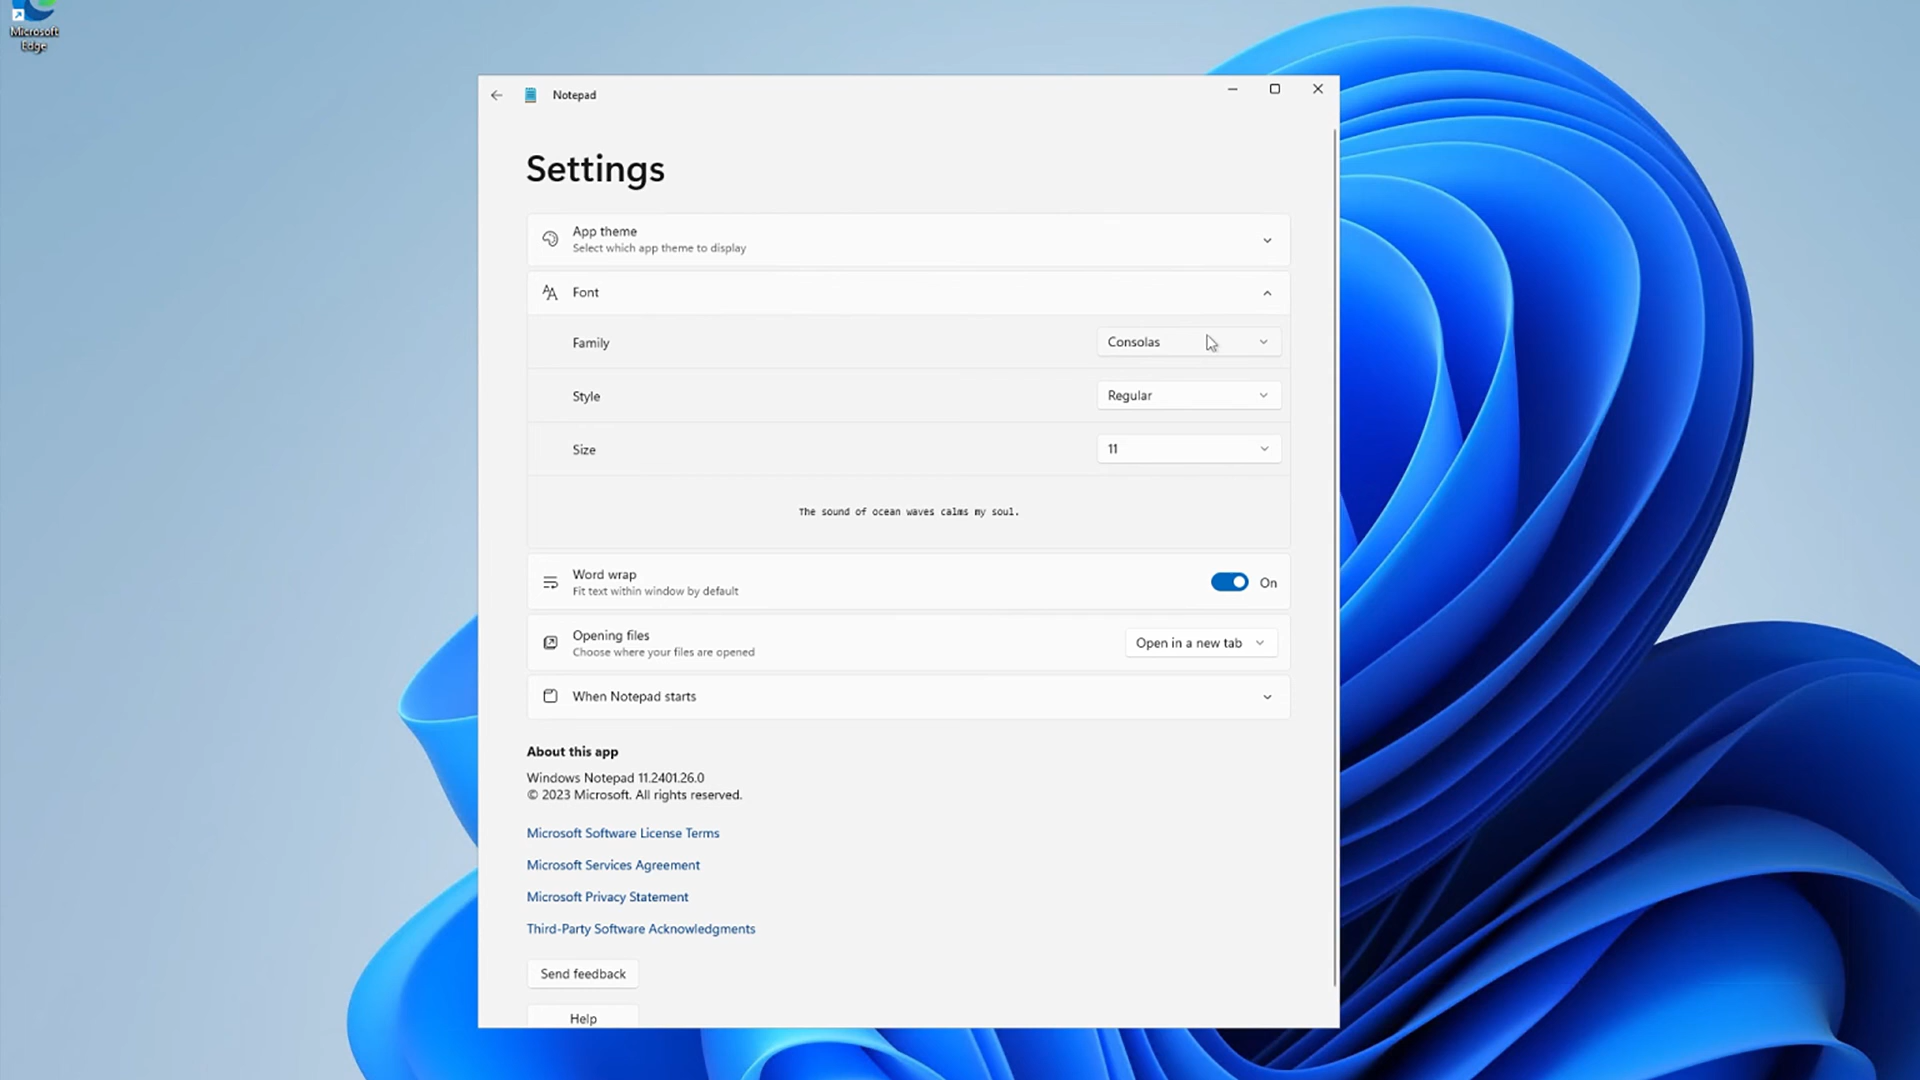 Microsoft
Edge
Notepad
Settings
App theme
Select which app theme to display
Font
Family
Consolas
Style
Regular
Size
11
The sound of ocean waves calms my soul.
Word wrap
Fit text within window by default
On
Opening files
Choose where your files are opened
Open in a new tab
When Notepad starts
About this app
Windows Notepad 11.2401.26.0
© 2023 Microsoft. All rights reserved.
Microsoft Software License Terms
Microsoft Services Agreement
Microsoft Privacy Statement
Third-Party Software Acknowledgments
Send feedback
Help